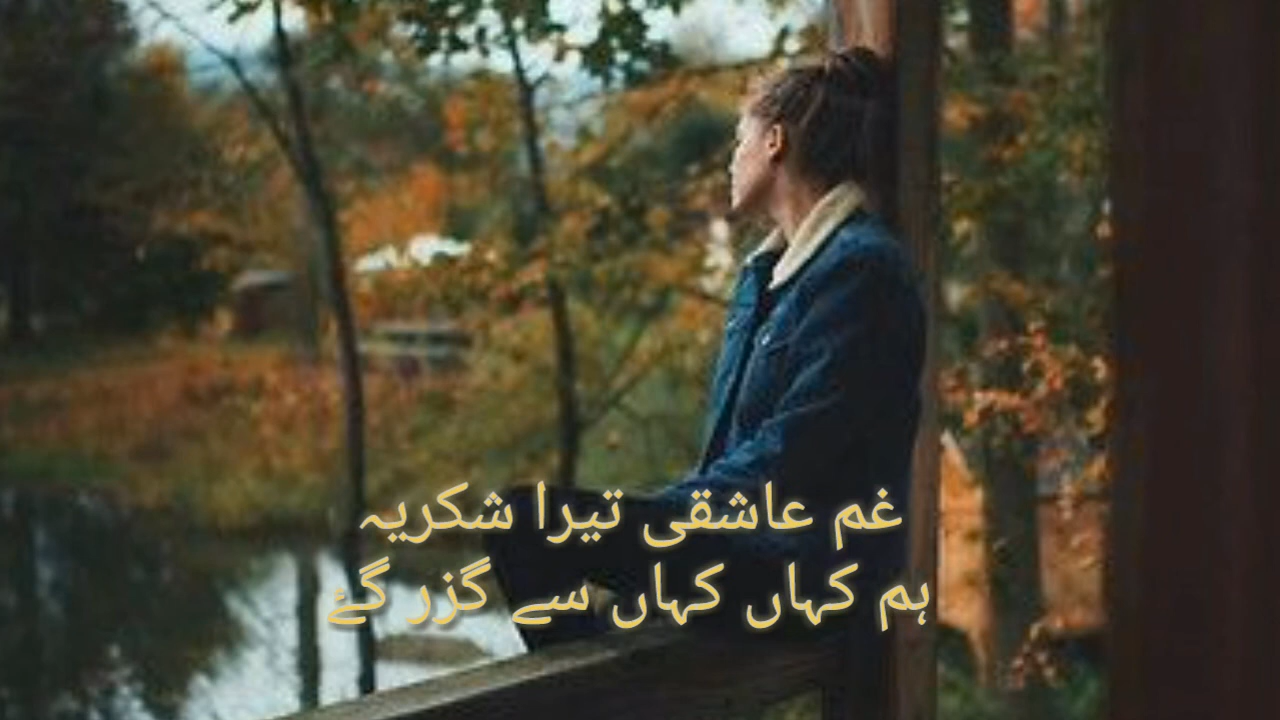 غم عاشقی تیرا شکریہ
ہم کہاں کہاں سے گزر گئے